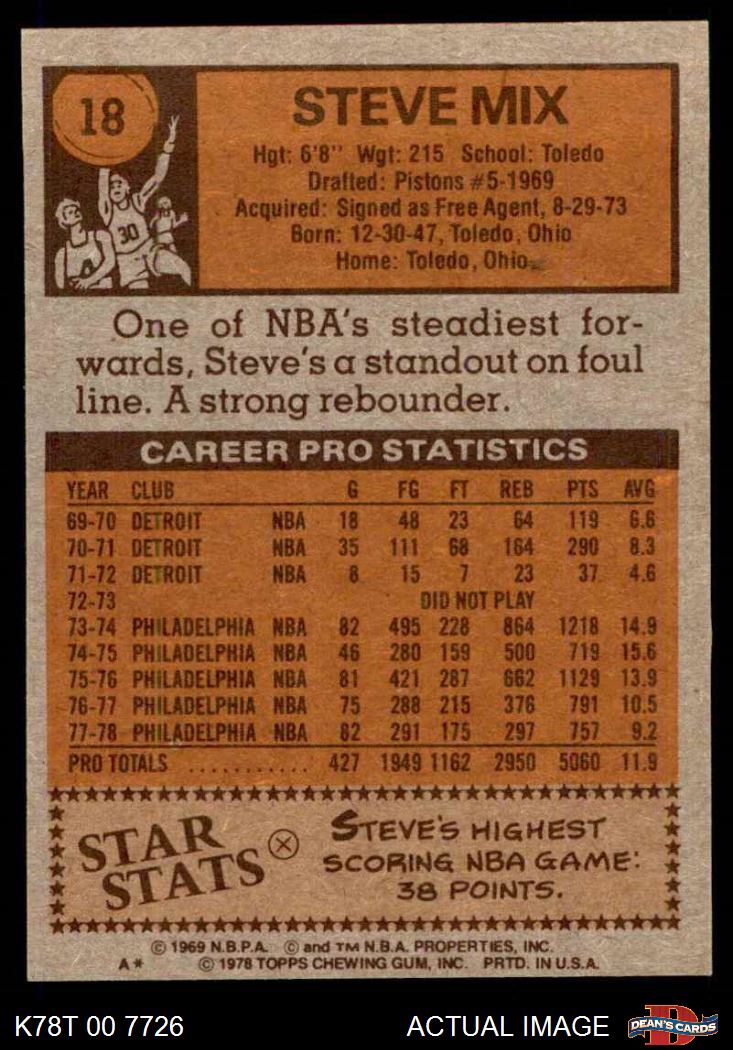 18
STEVE MIX
Hgt: 6'8" Wgt: 215 School: Toledo
Drafted: Pistons #5-1969
Acquired: Signed as Free Agent, 8-29-73
Born: 12-30-47, Toledo, Ohio
Home: Toledo, Ohio
30
One of NBA's steadiest for-
wards, Steve's a standout on foul
line. A strong rebounder.
CAREER PRO STATISTICS
YEAR CLUB G FG FT REB PTS AVG
69-70 DETROIT NBA 18 48 23 64 119 6.6
70-71 DETROIT NBA 35 111 68 164 290 8.3
71-72 DETROIT NBA 8 15 7 23 37 4.6
72-73 DID NOT PLAY
73-74 PHILADELPHIA NBA 82 495 228 864 1218 14.9
74-75 PHILADELPHIA NBA 46 280 159 500 719 15.6
75-76 PHILADELPHIA NBA 81 421 287 662 1129 13.9
76-77 PHILADELPHIA NBA 75 288 215 376 791 10.5
77-78 PHILADELPHIA NBA 82 291 175 297 757 9.2
PRO TOTALS ........... 427 1949 1162 2950 5060 11.9
STAR STATS
STEVE'S HIGHEST
SCORING NBA GAME:
38 POINTS.
© 1969 N.B.P.A. © and TM N.B.A. PROPERTIES, INC.
A* © 1978 TOPPS CHEWING GUM, INC. PRTD. IN U.S.A.
K78T 00 7726 ACTUAL IMAGE
DEAN'S CARDS